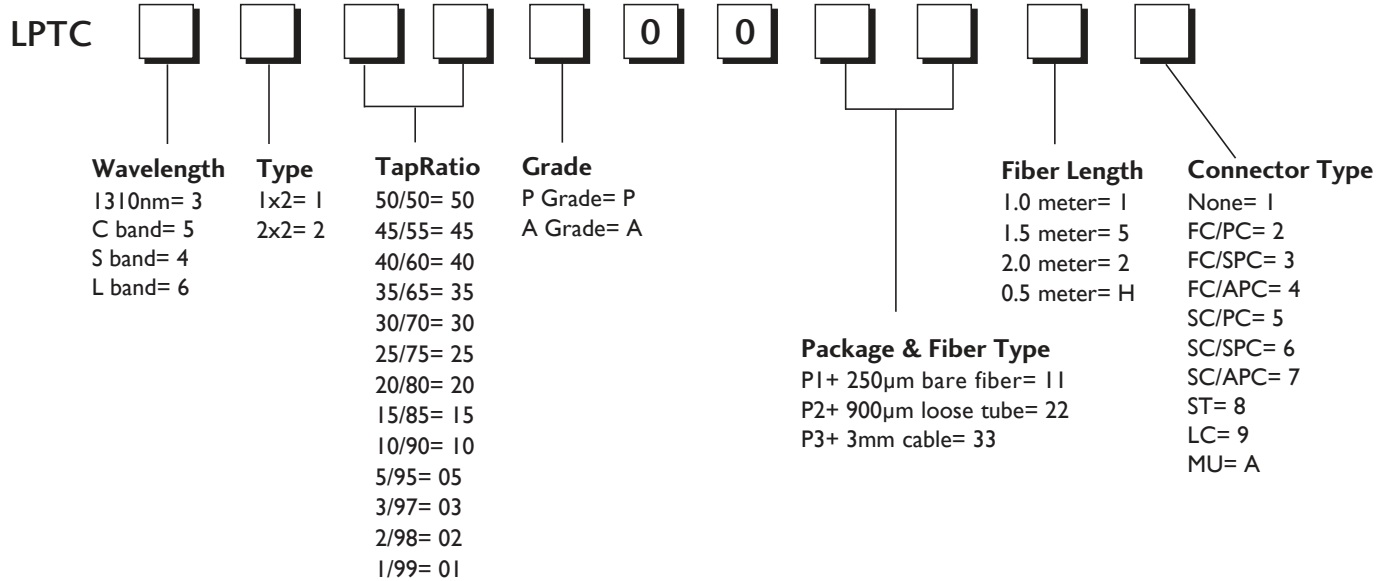 LPTC 0 0
Wavelength
1310nm= 3
C band= 5
S band= 4
L band= 6
Type
1x2= 1
2x2= 2
TapRatio
50/50= 50
45/55= 45
40/60= 40
35/65= 35
30/70= 30
25/75= 25
20/80= 20
15/85= 15
10/90= 10
5/95= 05
3/97= 03
2/98= 02
1/99= 01
Grade
P Grade= P
A Grade= A
Package & Fiber Type
P1+ 250µm bare fiber= 11
P2+ 900µm loose tube= 22
P3+ 3mm cable= 33
Fiber Length
1.0 meter= 1
1.5 meter= 5
2.0 meter= 2
0.5 meter= H
Connector Type
None= 1
FC/PC= 2
FC/SPC= 3
FC/APC= 4
SC/PC= 5
SC/SPC= 6
SC/APC= 7
ST= 8
LC= 9
MU= A